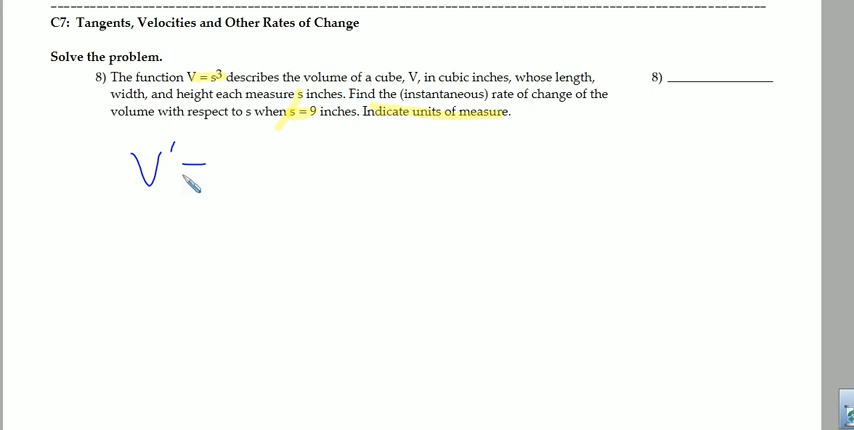 C7: Tangents, Velocities and Other Rates of Change
Solve the problem.
8) The function V = s³ describes the volume of a cube, V, in cubic inches, whose length, 8) ____________
width, and height each measure s inches. Find the (instantaneous) rate of change of the
volume with respect to s when s = 9 inches. Indicate units of measure.
V' =